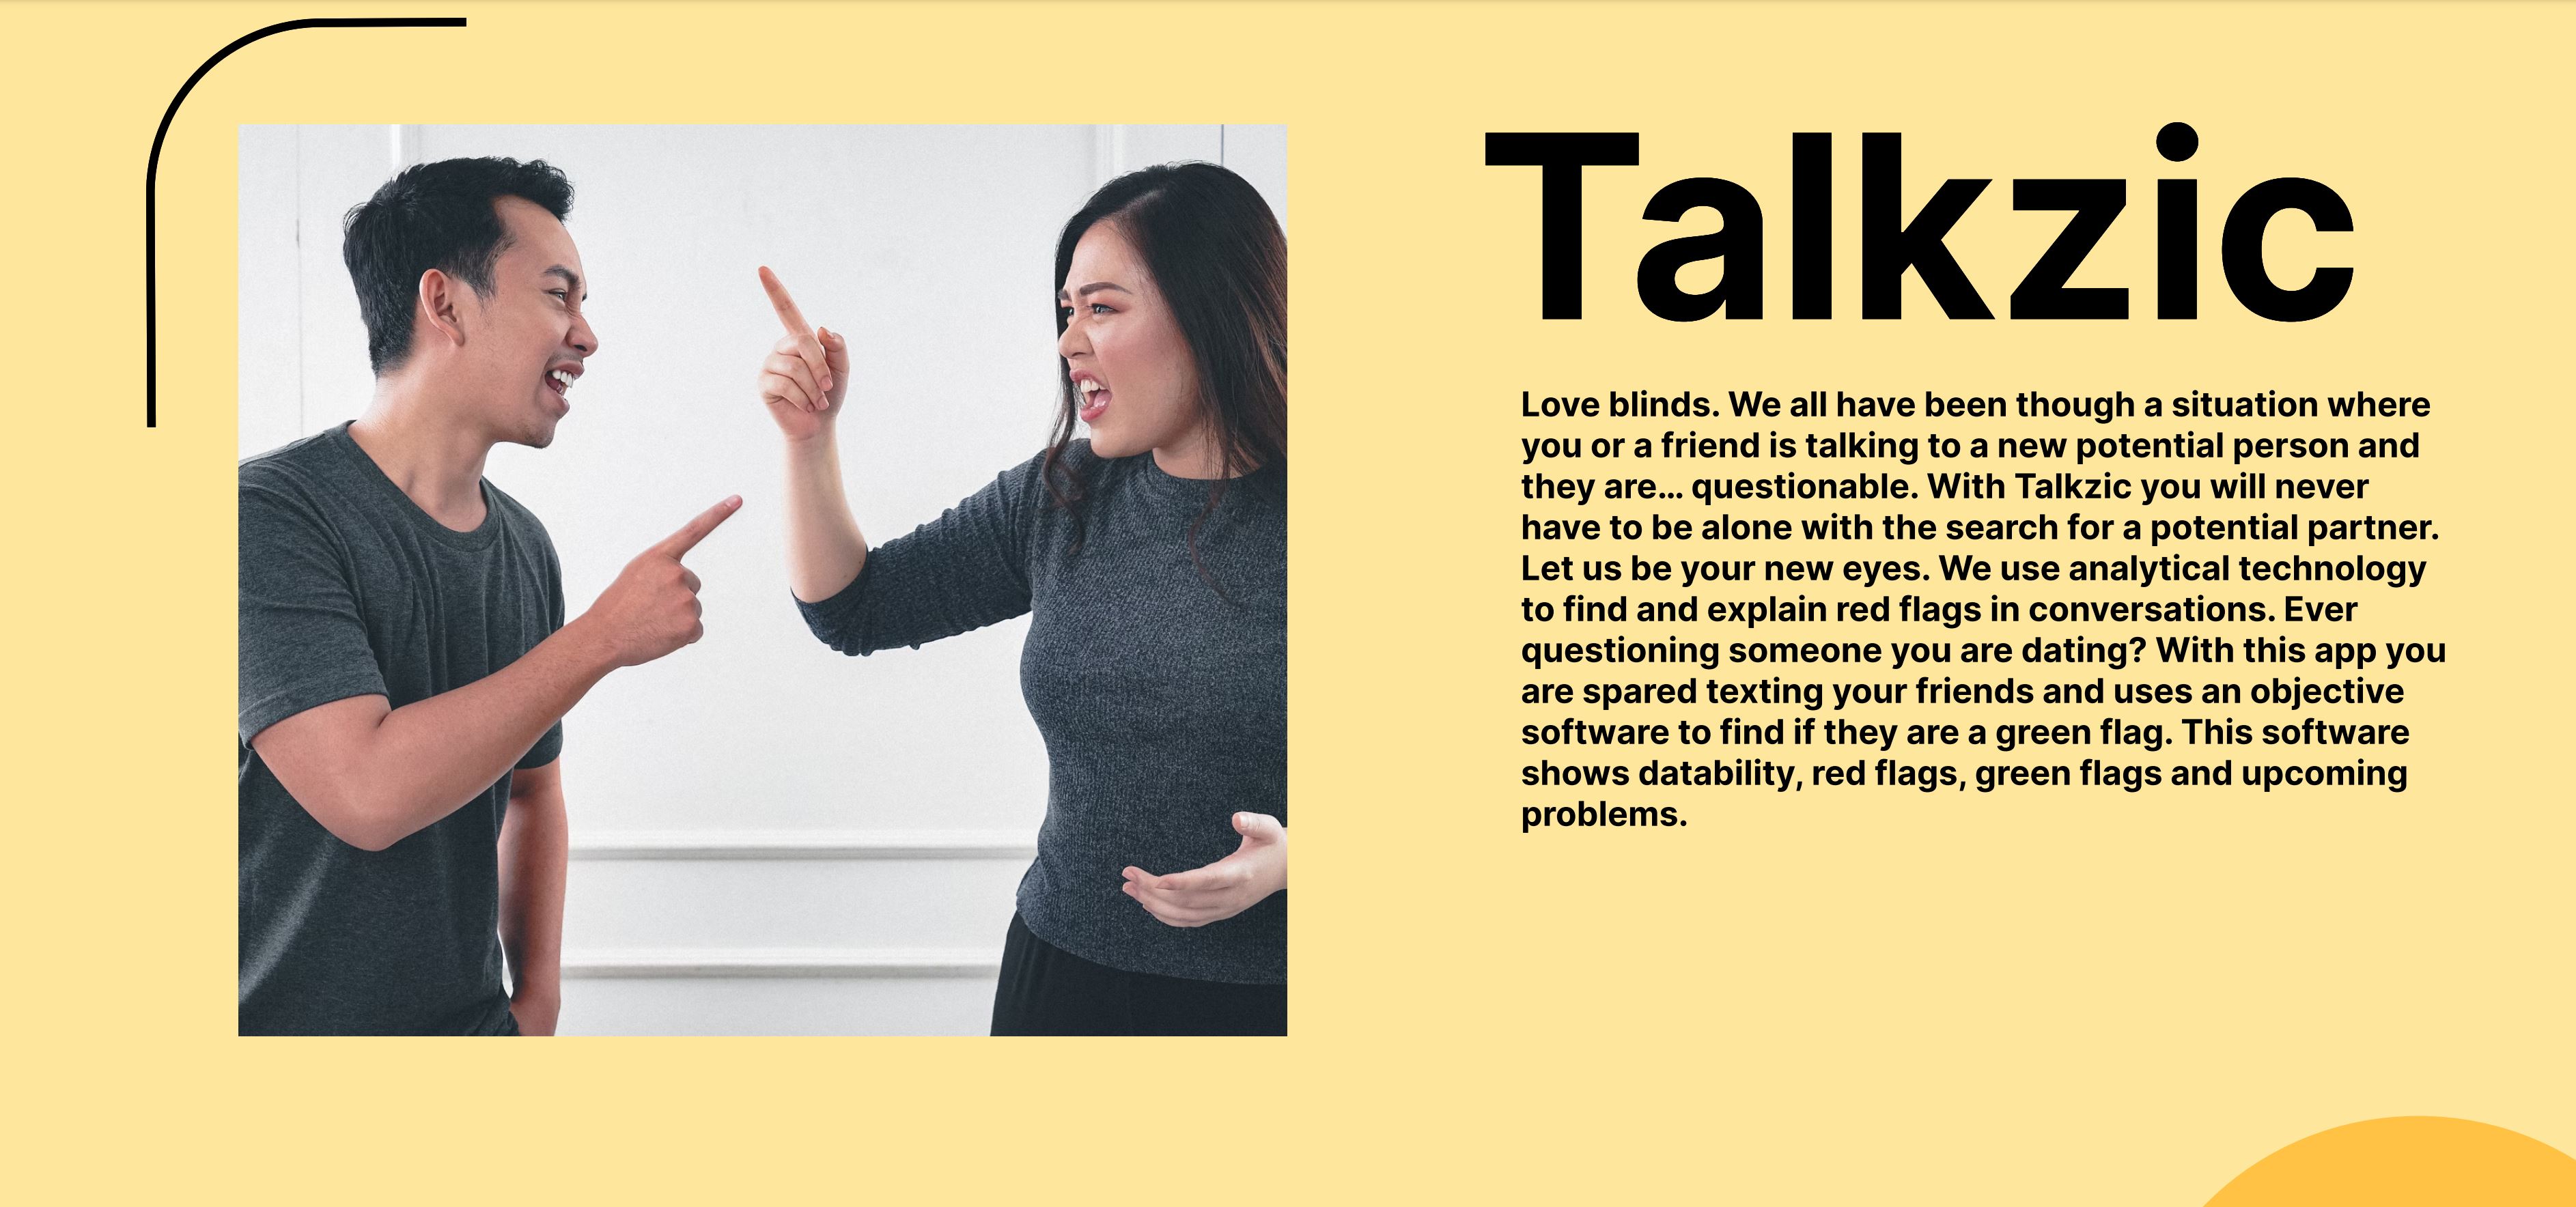 Talkzic
Love blinds. We all have been though a situation where
you or a friend is talking to a new potential person and
they are... questionable. With Talkzic you will never
have to be alone with the search for a potential partner.
Let us be your new eyes. We use analytical technology
to find and explain red flags in conversations. Ever
questioning someone you are dating? With this app you
are spared texting your friends and uses an objective
software to find if they are a green flag. This software
shows datability, red flags, green flags and upcoming
problems.